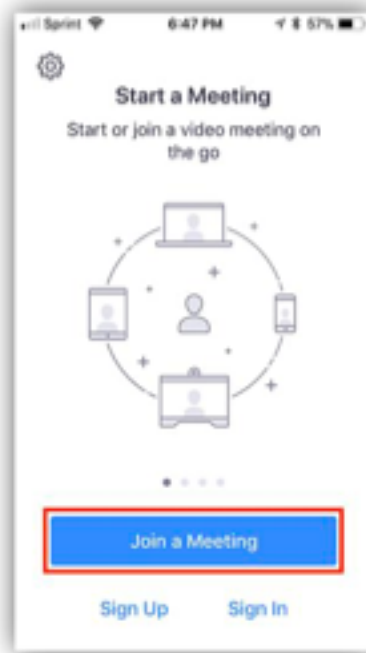 Sprint 6:47 PM 57%
Start a Meeting
Start or join a video meeting on
the go
Join a Meeting
Sign Up Sign In